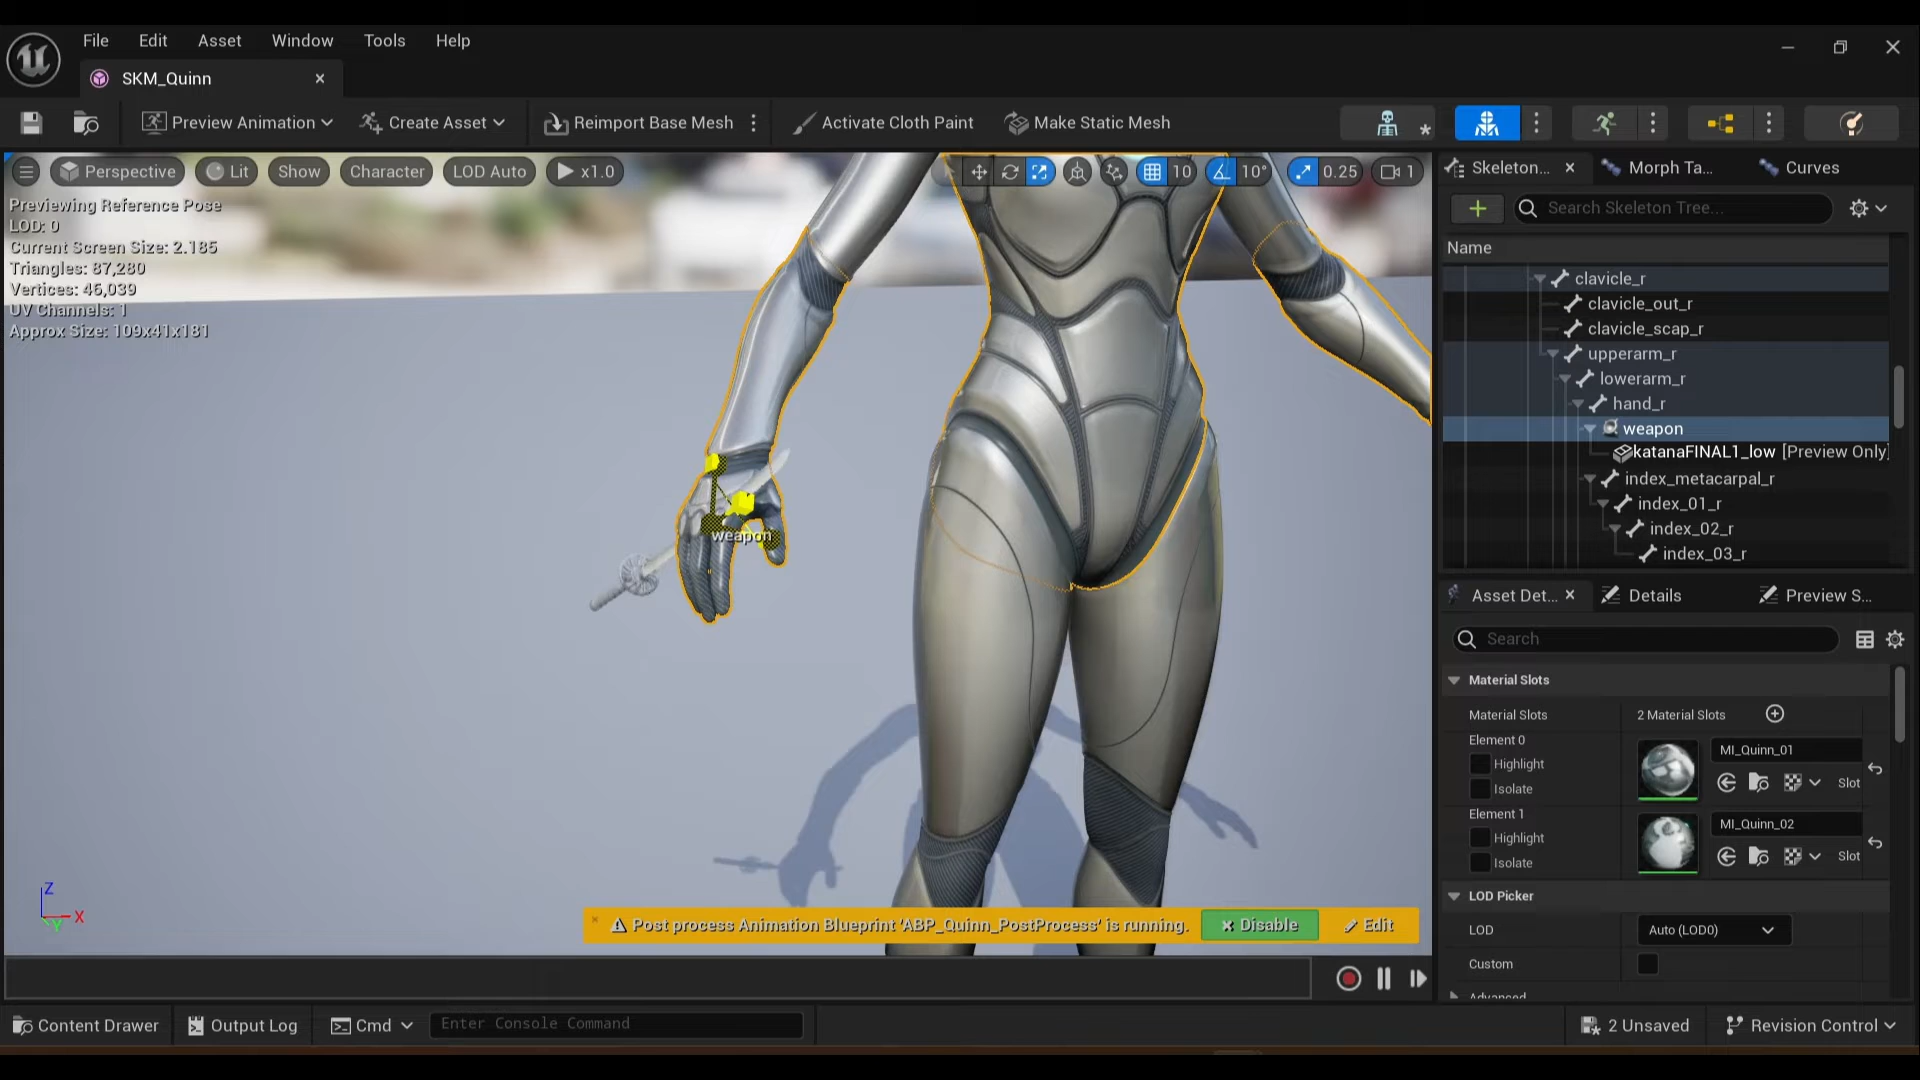 File Edit Asset Window Tools Help
SKM_Quinn
Preview Animation Create Asset Reimport Base Mesh Activate Cloth Paint Make Static Mesh
Perspective Lit Show Character LOD Auto x1.0 10 10° 0.25 1
Previewing Reference Pose
LOD: 0
Current Screen Size: 2.185
Triangles: 87,280
Vertices: 46,039
UV Channels: 1
Approx Size: 109x41x181
weapon
Z
X
Y
Post process Animation Blueprint 'ABP_Quinn_PostProcess' is running. Disable Edit
Skeleton... Morph Ta... Curves
Search Skeleton Tree...
Name
clavicle_r
clavicle_out_r
clavicle_scap_r
upperarm_r
lowerarm_r
hand_r
weapon
katanaFINAL1_low [Preview Only]
index_metacarpal_r
index_01_r
index_02_r
index_03_r
Asset Det... Details Preview S...
Search
Material Slots
Material Slots 2 Material Slots
Element 0
MI_Quinn_01
Highlight
Isolate
Slot
Element 1
MI_Quinn_02
Highlight
Isolate
Slot
LOD Picker
LOD Auto (LOD0)
Custom
Advanced
Content Drawer Output Log Cmd Enter Console Command 2 Unsaved Revision Control